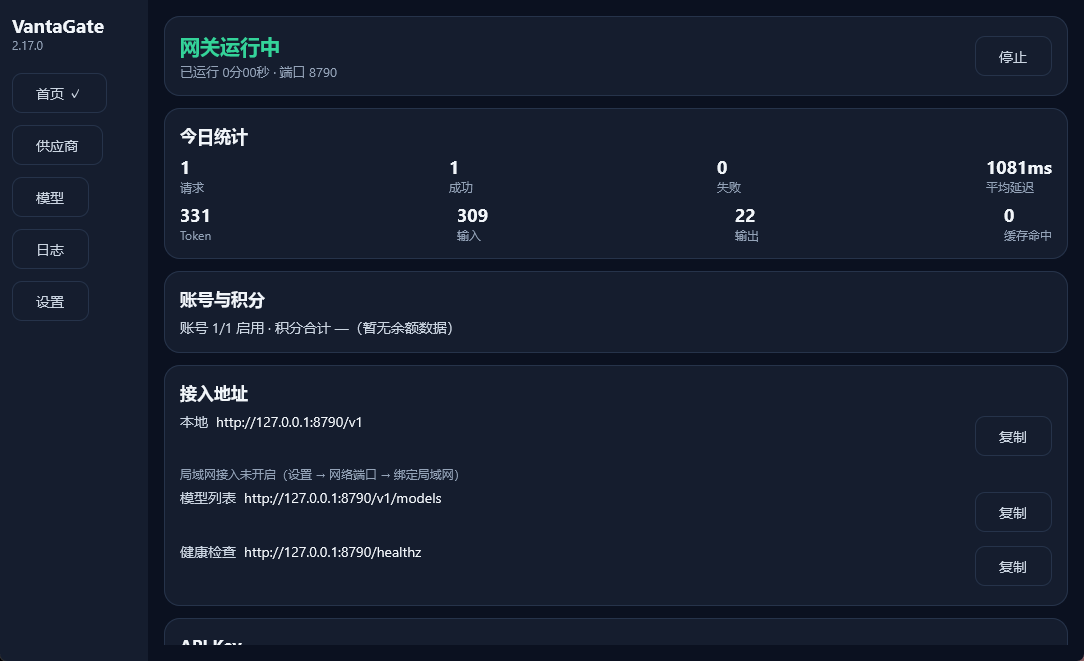 VantaGate
2.17.0
首页 ✓
供应商
模型
日志
设置
网关运行中
已运行 0分00秒 · 端口 8790
停止
今日统计
1 1 0 1081ms
请求 成功 失败 平均延迟
331 309 22 0
Token 输入 输出 缓存命中
账号与积分
账号 1/1 启用 · 积分合计 —（暂无余额数据）
接入地址
本地 http://127.0.0.1:8790/v1
复制
局域网接入未开启（设置 → 网络端口 → 绑定局域网）
模型列表 http://127.0.0.1:8790/v1/models
复制
健康检查 http://127.0.0.1:8790/healthz
复制
API Key